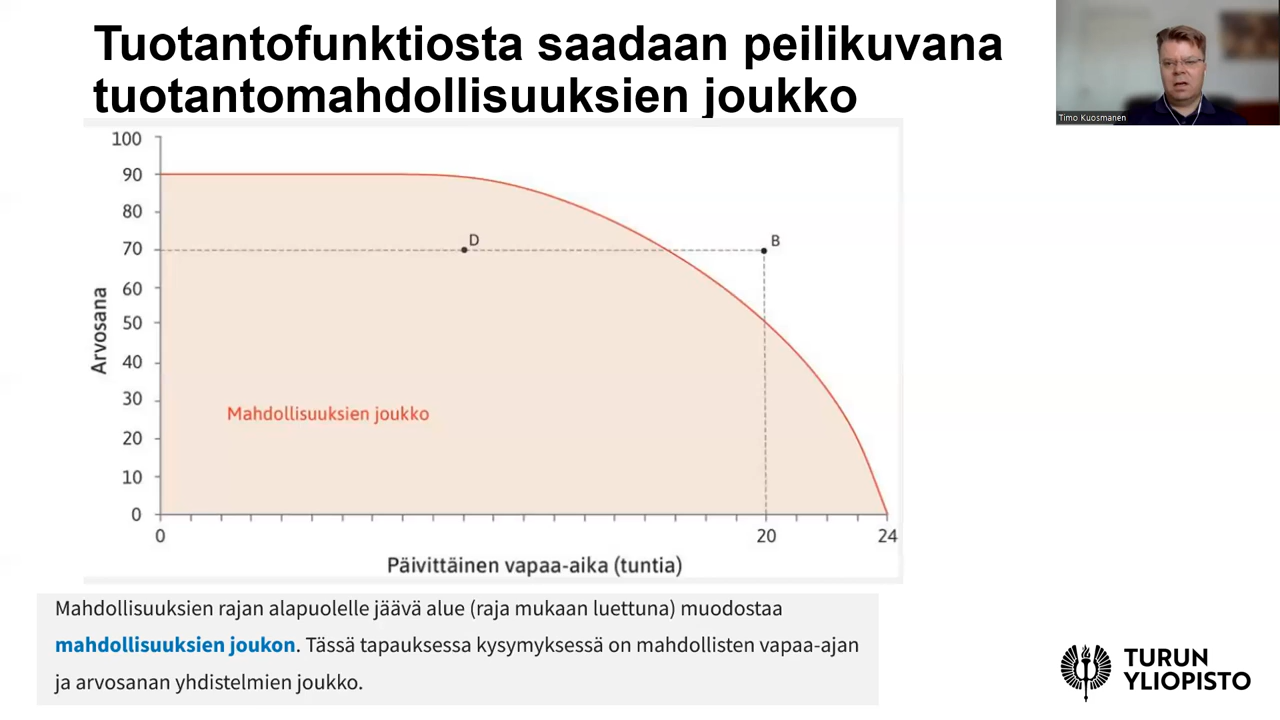 Tuotantofunktiosta saadaan peilikuvana
tuotantomahdollisuuksien joukko
Timo Kuosmanen
100
90
80
70
60
50
40
30
20
10
0
Arvosana
D
B
Mahdollisuuksien joukko
0
20
24
Päivittäinen vapaa-aika (tuntia)
Mahdollisuuksien rajan alapuolelle jäävä alue (raja mukaan luettuna) muodostaa
mahdollisuuksien joukon. Tässä tapauksessa kysymyksessä on mahdollisten vapaa-ajan
ja arvosanan yhdistelmien joukko.
TURUN
YLIOPISTO